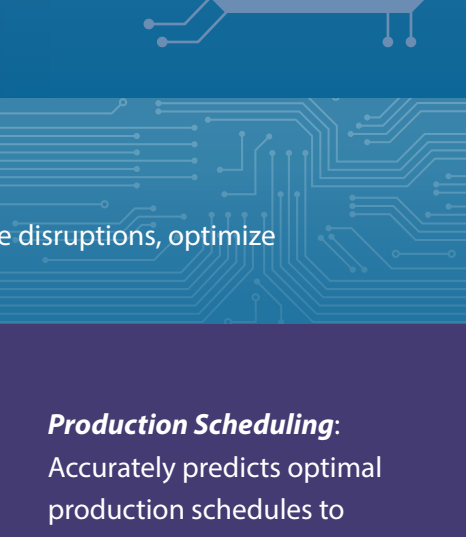 disruptions, optimize
Production Scheduling:
Accurately predicts optimal
production schedules to